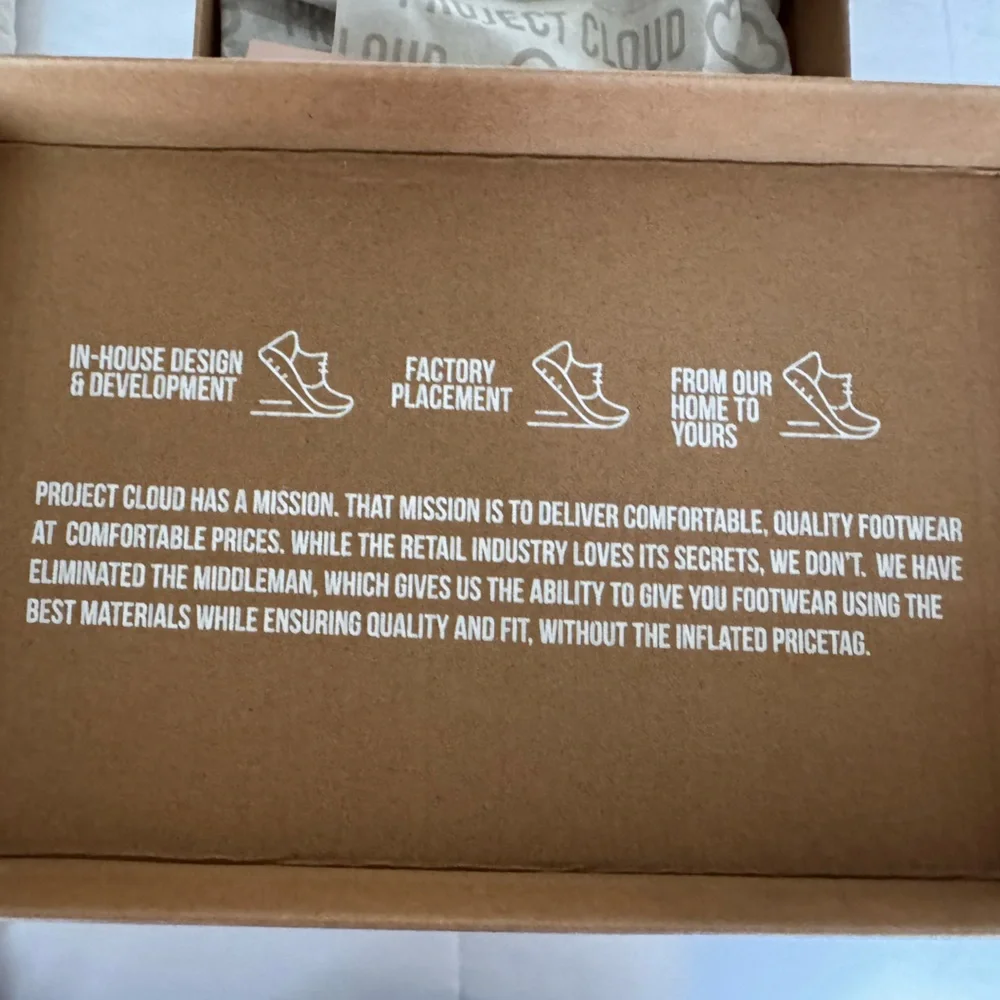 PROJECT CLOUD
LOUD
IN-HOUSE DESIGN
& DEVELOPMENT
FACTORY
PLACEMENT
FROM OUR
HOME TO
YOURS
PROJECT CLOUD HAS A MISSION. THAT MISSION IS TO DELIVER COMFORTABLE, QUALITY FOOTWEAR
AT COMFORTABLE PRICES. WHILE THE RETAIL INDUSTRY LOVES ITS SECRETS, WE DON'T. WE HAVE
ELIMINATED THE MIDDLEMAN, WHICH GIVES US THE ABILITY TO GIVE YOU FOOTWEAR USING THE
BEST MATERIALS WHILE ENSURING QUALITY AND FIT, WITHOUT THE INFLATED PRICETAG.